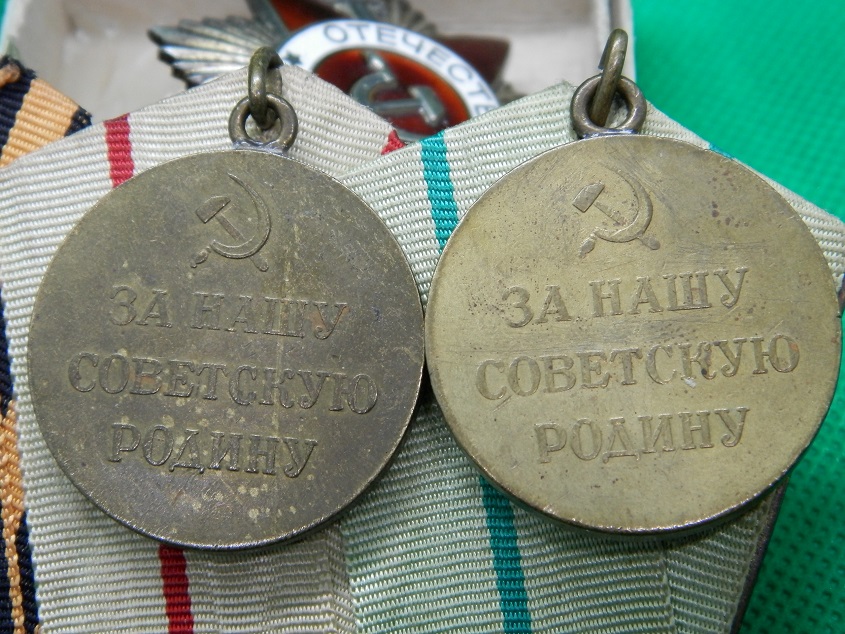 ОТЕЧЕСТВ
ЗА НАШУ
СОВЕТСКУЮ
РОДИНУ
ЗА НАШУ
СОВЕТСКУЮ
РОДИНУ